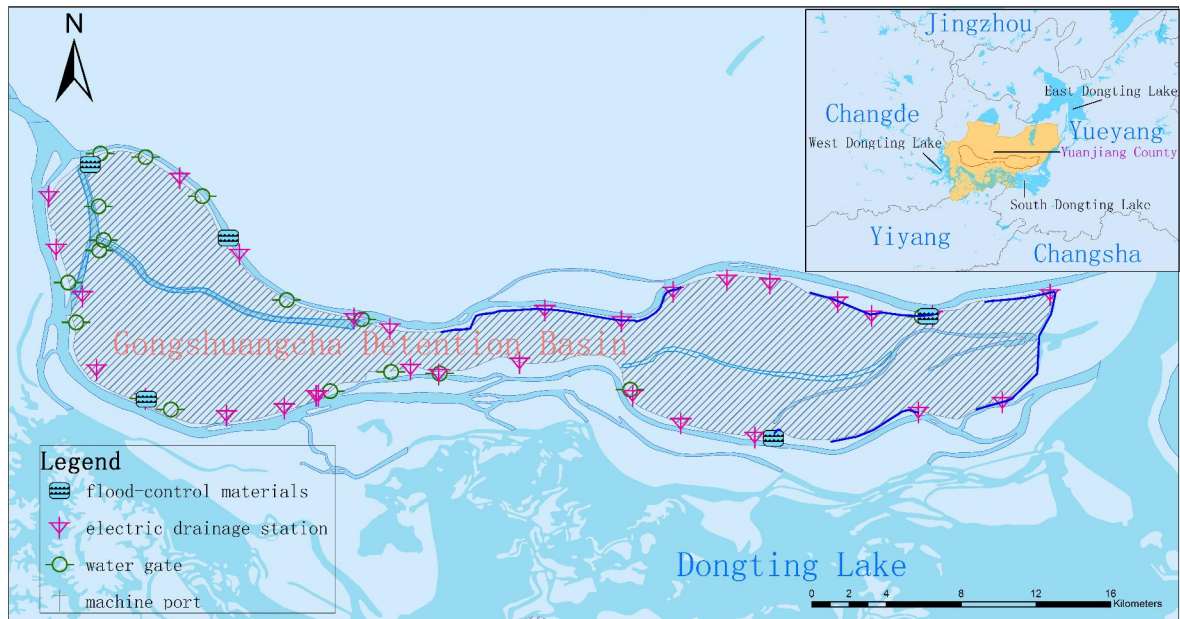 N
Jingzhou
East Dongting Lake
Changde
Yueyang
West Dongting Lake
Yuanjiang County
South Dongting Lake
Yiyang
Changsha
Gongshuangcha Detention Basin
Legend
flood-control materials
electric drainage station
water gate
machine port
Dongting Lake
0 2 4 8 12 16
Kilometers